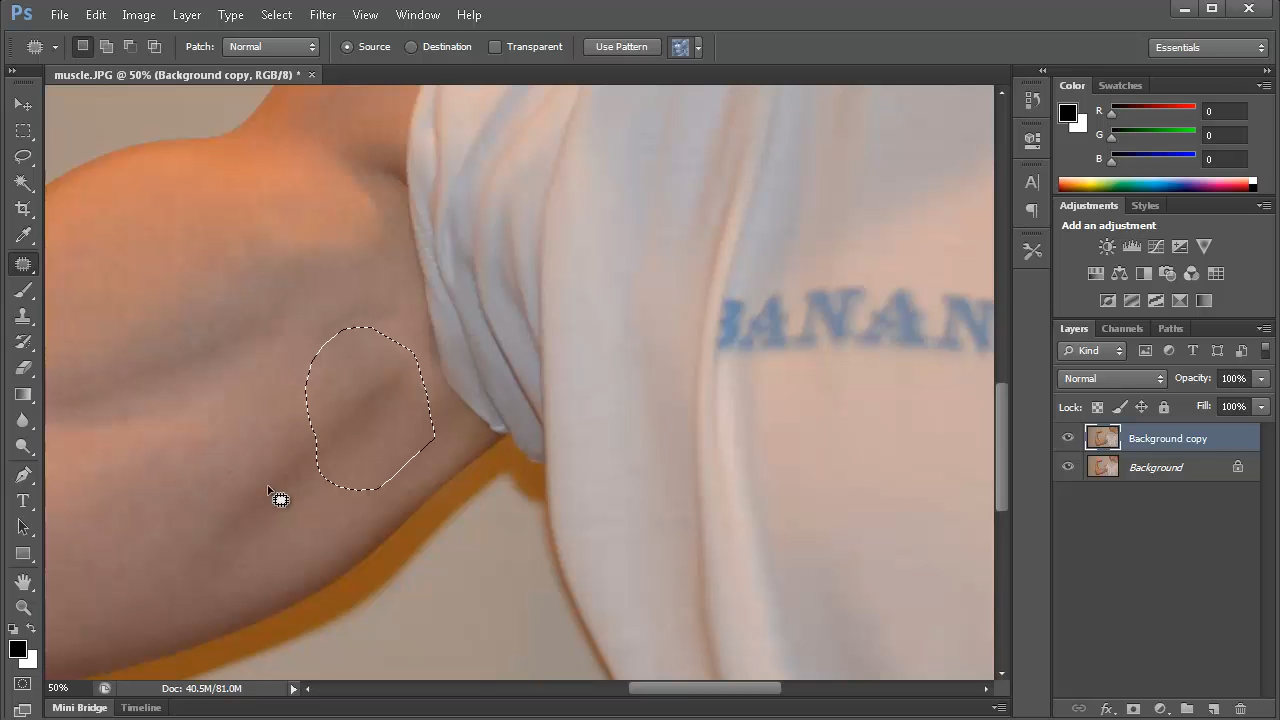 Ps File Edit Image Layer Type Select Filter View Window Help
Patch: Normal Source Destination Transparent Use Pattern Essentials
muscle.JPG @ 50% (Background copy, RGB/8) * ×
Color Swatches
R 0
G 0
B 0
Adjustments Styles
Add an adjustment
BANAN
Layers Channels Paths
Kind
Normal Opacity: 100%
Lock: Fill: 100%
Background copy
Background
50% Doc: 40.5M/81.0M
Mini Bridge Timeline